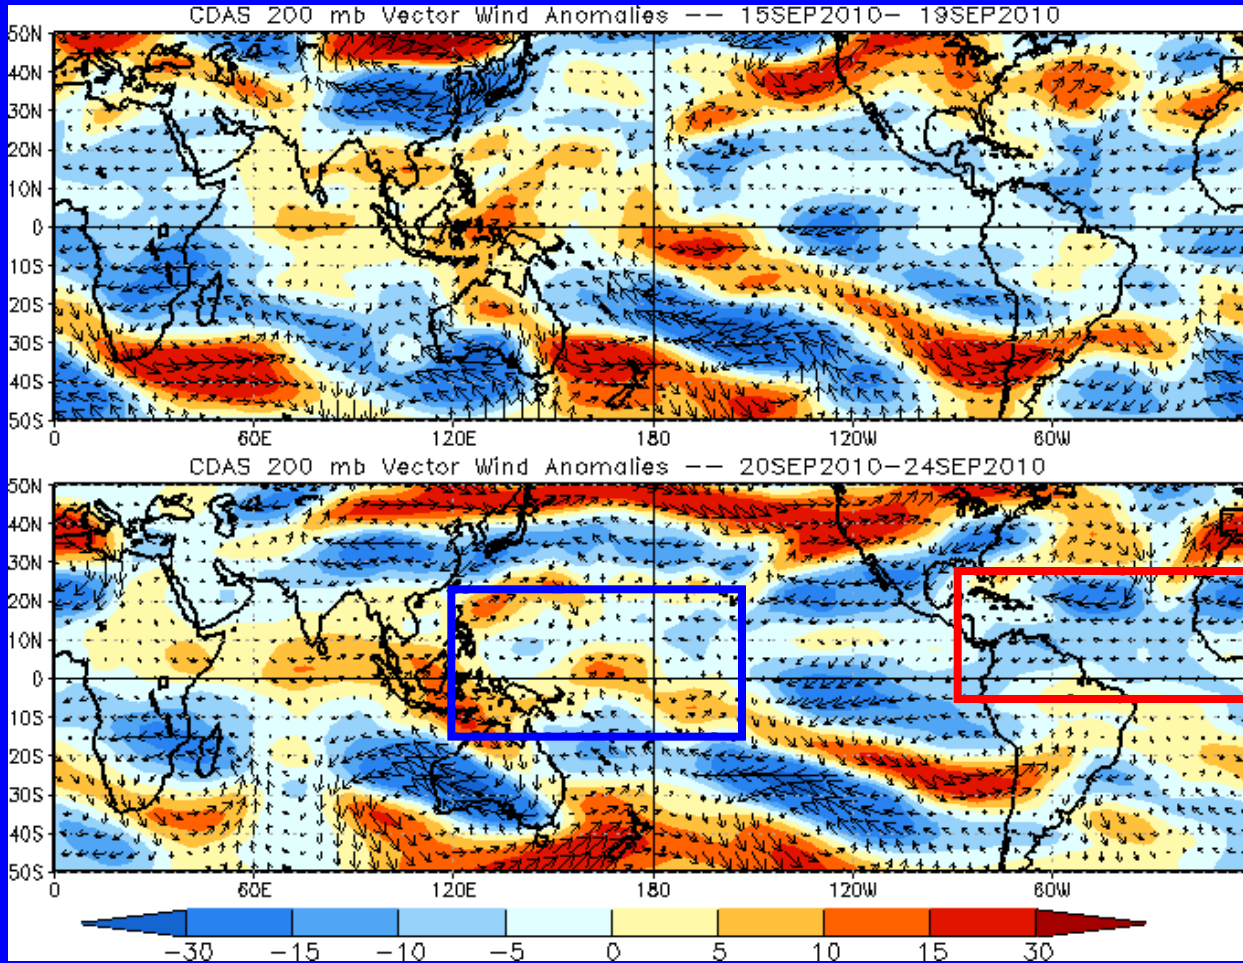 CDAS 200 mb Vector Wind Anomalies -- 15SEP2010- 19SEP2010
50N
40N
30N
20N
10N
0
10S
20S
30S
40S
50S
0 60E 120E 180 120W 60W
CDAS 200 mb Vector Wind Anomalies -- 20SEP2010-24SEP2010
50N
40N
30N
20N
10N
0
10S
20S
30S
40S
50S
0 60E 120E 180 120W 60W
-30 -15 -10 -5 0 5 10 15 30